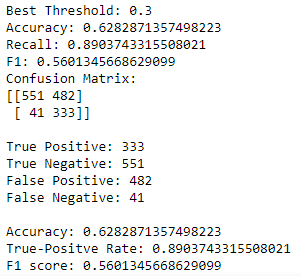 Best Threshold: 0.3
Accuracy: 0.6282871357498223
Recall: 0.8903743315508021
F1: 0.5601345668629099
Confusion Matrix:
[[551 482]
 [ 41 333]]
True Positive: 333
True Negative: 551
False Positive: 482
False Negative: 41
Accuracy: 0.6282871357498223
True-Positve Rate: 0.8903743315508021
F1 score: 0.5601345668629099